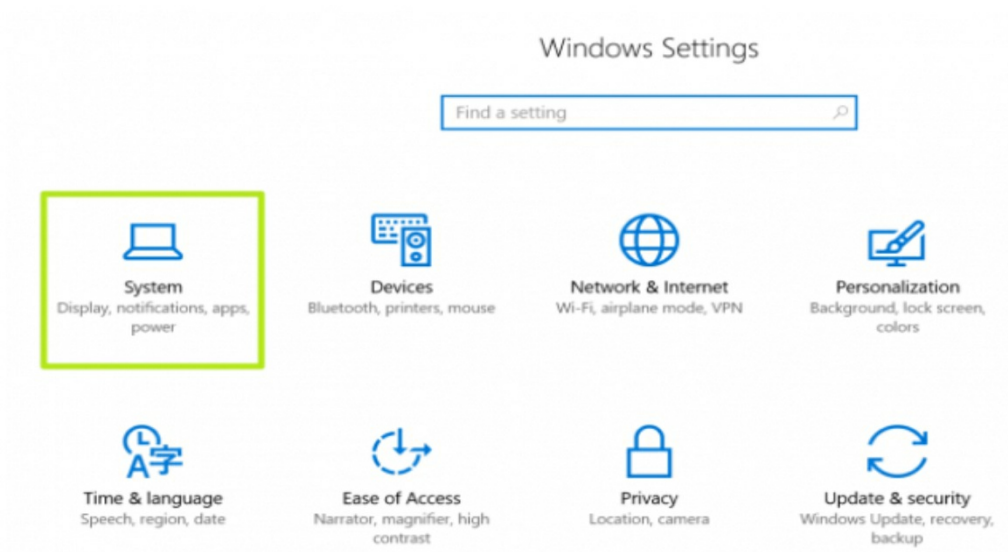 Windows Settings
Find a setting
System
Display, notifications, apps,
power
Devices
Bluetooth, printers, mouse
Network & Internet
Wi-Fi, airplane mode, VPN
Personalization
Background, lock screen,
colors
Time & language
Speech, region, date
Ease of Access
Narrator, magnifier, high
contrast
Privacy
Location, camera
Update & security
Windows Update, recovery,
backup